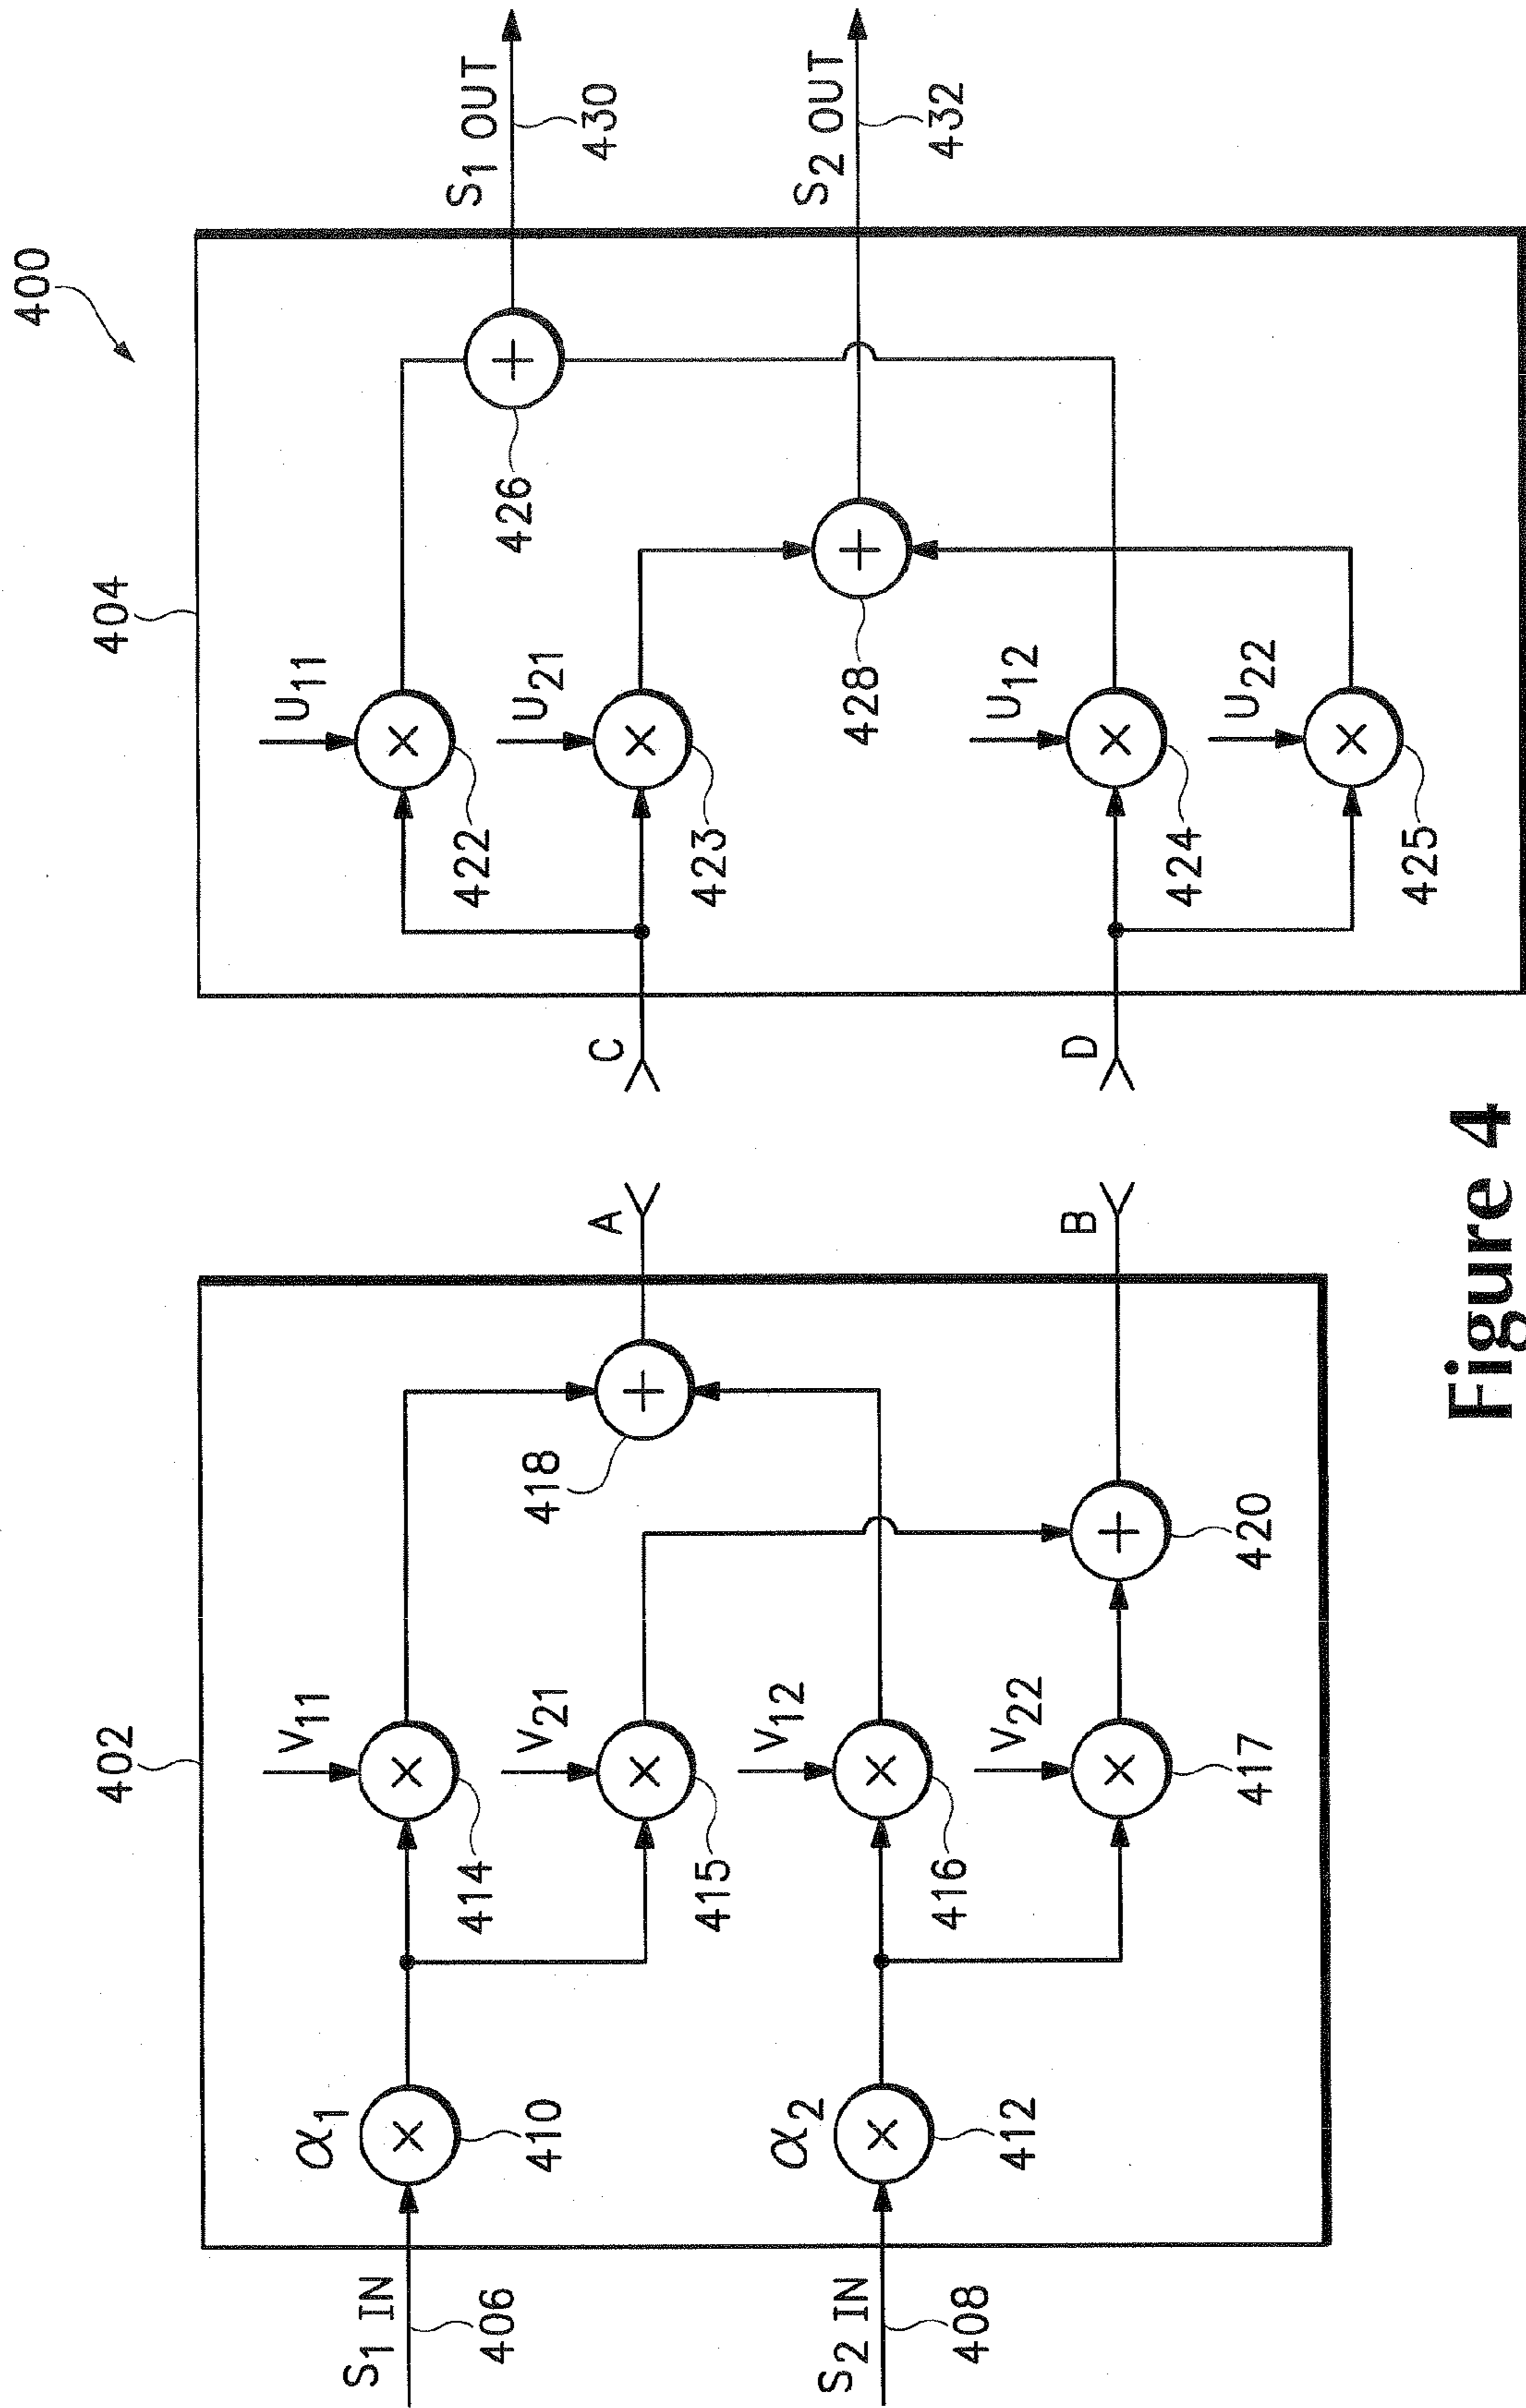 400
402
404
S1 IN
406
S2 IN
408
α1
410
α2
412
V11
414
V21
415
V12
416
V22
417
418
420
A
B
C
D
U11
422
U21
423
U12
424
U22
425
426
428
S1 OUT
430
S2 OUT
432
Figure 4